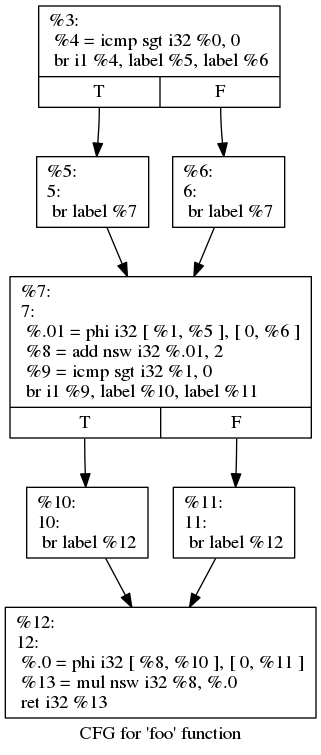 %3:
%4 = icmp sgt i32 %0, 0
br i1 %4, label %5, label %6
T F
%5:
5:
br label %7
%6:
6:
br label %7
%7:
7:
%.01 = phi i32 [ %1, %5 ], [ 0, %6 ]
%8 = add nsw i32 %.01, 2
%9 = icmp sgt i32 %1, 0
br i1 %9, label %10, label %11
T F
%10:
10:
br label %12
%11:
11:
br label %12
%12:
12:
%.0 = phi i32 [ %8, %10 ], [ 0, %11 ]
%13 = mul nsw i32 %8, %.0
ret i32 %13
CFG for 'foo' function